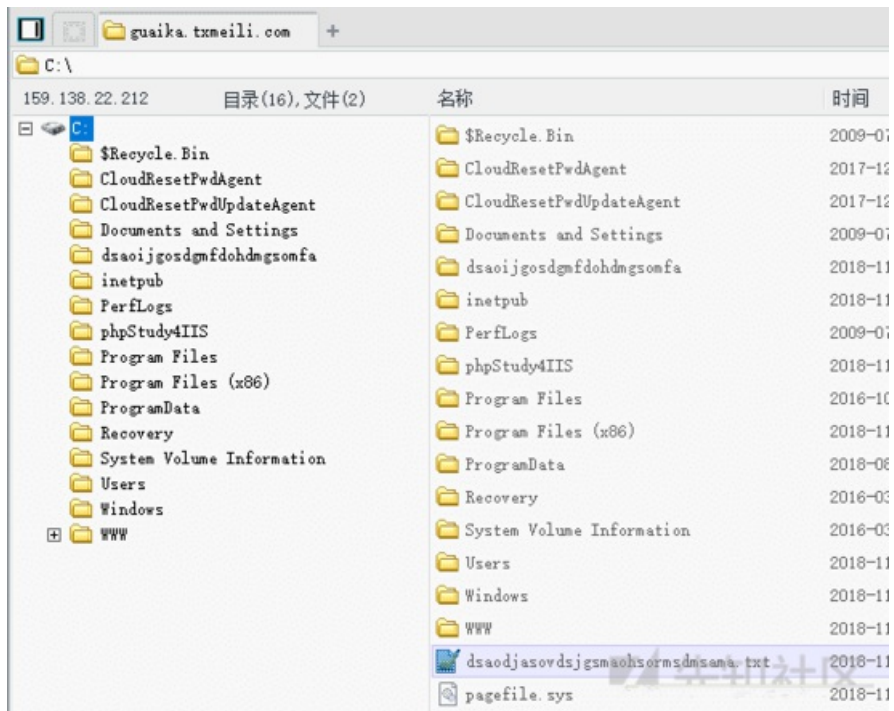 guaika.txmeili.com +
C:\
159.138.22.212 目录(16),文件(2) 名称 时间
C:
$Recycle.Bin
CloudResetPwdAgent
CloudResetPwdUpdateAgent
Documents and Settings
dsaoijgosdgmfdohdmgsomfa
inetpub
PerfLogs
phpStudy4IIS
Program Files
Program Files (x86)
ProgramData
Recovery
System Volume Information
Users
Windows
WWW
$Recycle.Bin 2009-07
CloudResetPwdAgent 2017-12
CloudResetPwdUpdateAgent 2017-12
Documents and Settings 2009-07
dsaoijgosdgmfdohdmgsomfa 2018-11
inetpub 2018-11
PerfLogs 2009-07
phpStudy4IIS 2018-11
Program Files 2016-10
Program Files (x86) 2018-11
ProgramData 2018-08
Recovery 2016-03
System Volume Information 2016-03
Users 2018-11
Windows 2018-11
WWW 2018-11
dsaodjasovdsjgsmaohsormsdmsama.txt 2018-11
pagefile.sys 2018-11
先知社区